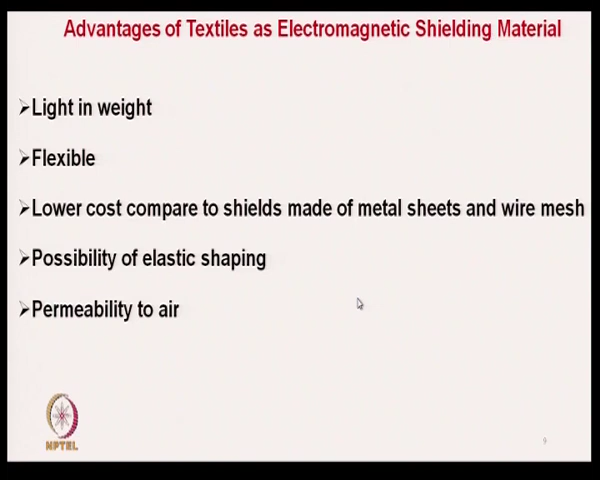 Advantages of Textiles as Electromagnetic Shielding Material
➢Light in weight
➢Flexible
➢Lower cost compare to shields made of metal sheets and wire mesh
➢Possibility of elastic shaping
➢Permeability to air
NPTEL
9